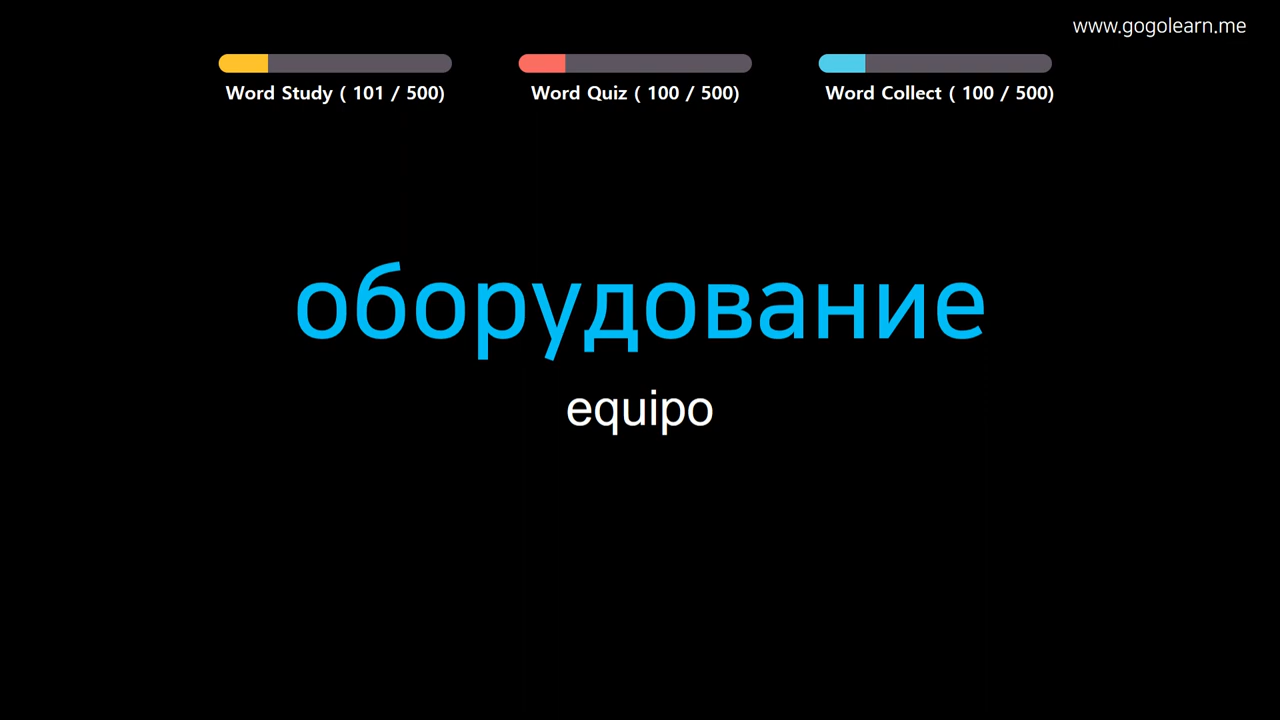 www.gogolearn.me
Word Study ( 101 / 500)
Word Quiz ( 100 / 500)
Word Collect ( 100 / 500)
оборудование
equipo